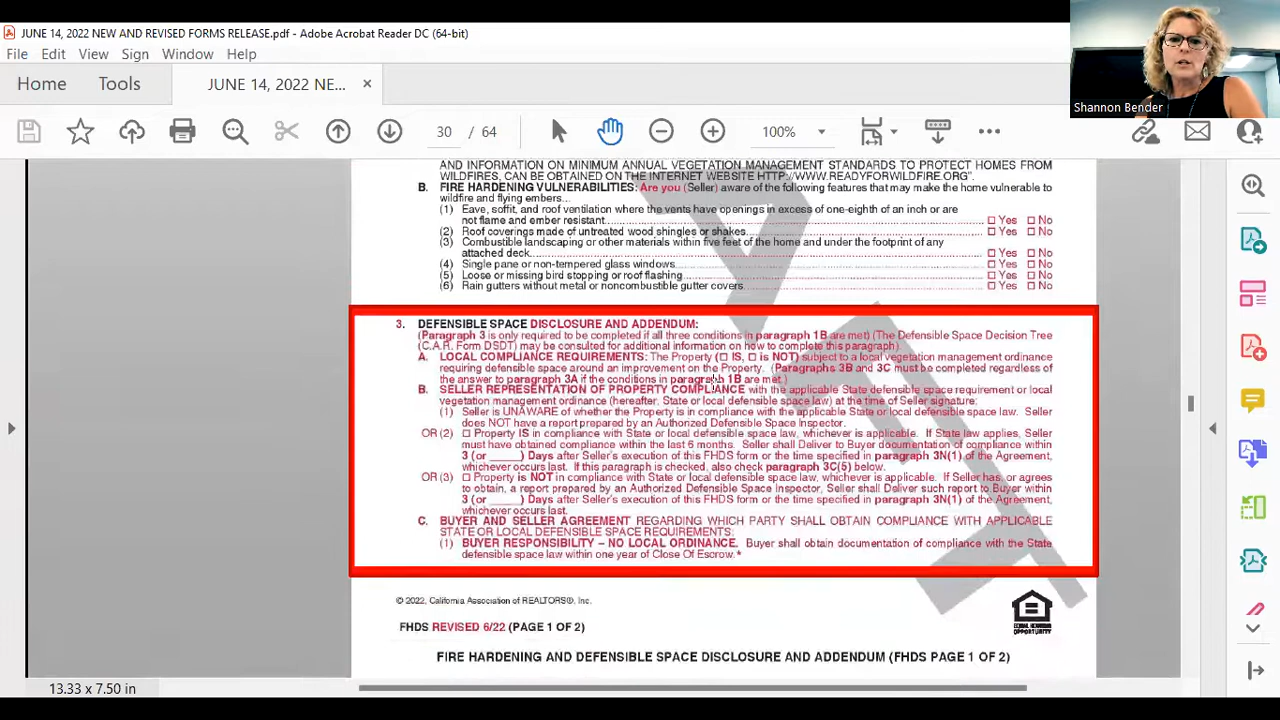 JUNE 14, 2022 NEW AND REVISED FORMS RELEASE.pdf - Adobe Acrobat Reader DC (64-bit)
File Edit View Sign Window Help
Home Tools JUNE 14, 2022 NE... ×
Shannon Bender
30 / 64 100%
AND INFORMATION ON MINIMUM ANNUAL VEGETATION MANAGEMENT STANDARDS TO PROTECT HOMES FROM
WILDFIRES, CAN BE OBTAINED ON THE INTERNET WEBSITE HTTP://WWW.READYFORWILDFIRE.ORG".
B. FIRE HARDENING VULNERABILITIES: Are you (Seller) aware of the following features that may make the home vulnerable to
wildfire and flying embers...
(1) Eave, soffit, and roof ventilation where the vents have openings in excess of one-eighth of an inch or are
not flame and ember resistant. ☐ Yes ☐ No
(2) Roof coverings made of untreated wood shingles or shakes. ☐ Yes ☐ No
(3) Combustible landscaping or other materials within five feet of the home and under the footprint of any
attached deck. ☐ Yes ☐ No
(4) Single pane or non-tempered glass windows. ☐ Yes ☐ No
(5) Loose or missing bird stopping or roof flashing. ☐ Yes ☐ No
(6) Rain gutters without metal or noncombustible gutter covers. ☐ Yes ☐ No
3. DEFENSIBLE SPACE DISCLOSURE AND ADDENDUM:
(Paragraph 3 is only required to be completed if all three conditions in paragraph 1B are met) (The Defensible Space Decision Tree
(C.A.R. Form DSDT) may be consulted for additional information on how to complete this paragraph).
A. LOCAL COMPLIANCE REQUIREMENTS: The Property (☐ IS, ☐ is NOT) subject to a local vegetation management ordinance
requiring defensible space around an improvement on the Property. (Paragraphs 3B and 3C must be completed regardless of
the answer to paragraph 3A if the conditions in paragraph 1B are met.)
B. SELLER REPRESENTATION OF PROPERTY COMPLIANCE with the applicable State defensible space requirement or local
vegetation management ordinance (hereafter, State or local defensible space law) at the time of Seller signature:
(1) Seller is UNAWARE of whether the Property is in compliance with the applicable State or local defensible space law. Seller
does NOT have a report prepared by an Authorized Defensible Space Inspector.
OR (2) ☐ Property IS in compliance with State or local defensible space law, whichever is applicable. If State law applies, Seller
must have obtained compliance within the last 6 months. Seller shall Deliver to Buyer documentation of compliance within
3 (or _____) Days after Seller's execution of this FHDS form or the time specified in paragraph 3N(1) of the Agreement,
whichever occurs last. If this paragraph is checked, also check paragraph 3C(5) below.
OR (3) ☐ Property is NOT in compliance with State or local defensible space law, whichever is applicable. If Seller has, or agrees
to obtain, a report prepared by an Authorized Defensible Space Inspector, Seller shall Deliver such report to Buyer within
3 (or _____) Days after Seller's execution of this FHDS form or the time specified in paragraph 3N(1) of the Agreement,
whichever occurs last.
C. BUYER AND SELLER AGREEMENT REGARDING WHICH PARTY SHALL OBTAIN COMPLIANCE WITH APPLICABLE
STATE OR LOCAL DEFENSIBLE SPACE REQUIREMENTS:
(1) BUYER RESPONSIBILITY – NO LOCAL ORDINANCE. Buyer shall obtain documentation of compliance with the State
defensible space law within one year of Close Of Escrow.*
© 2022, California Association of REALTORS®, Inc.
FHDS REVISED 6/22 (PAGE 1 OF 2)
EQUAL HOUSING
OPPORTUNITY
FIRE HARDENING AND DEFENSIBLE SPACE DISCLOSURE AND ADDENDUM (FHDS PAGE 1 OF 2)
13.33 x 7.50 in